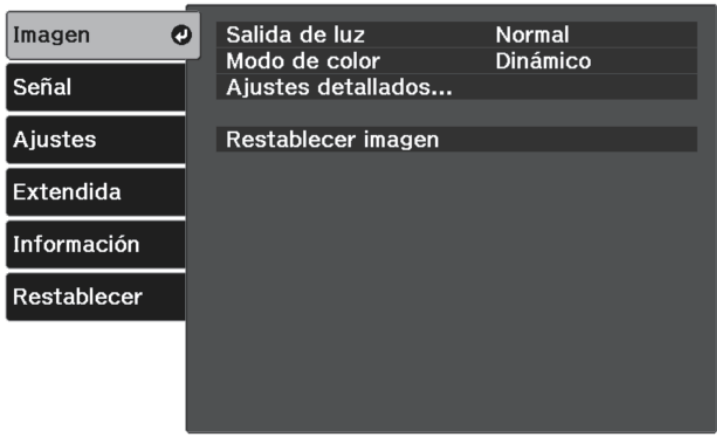 Imagen
Señal
Ajustes
Extendida
Información
Restablecer
Salida de luz Normal
Modo de color Dinámico
Ajustes detallados...
Restablecer imagen